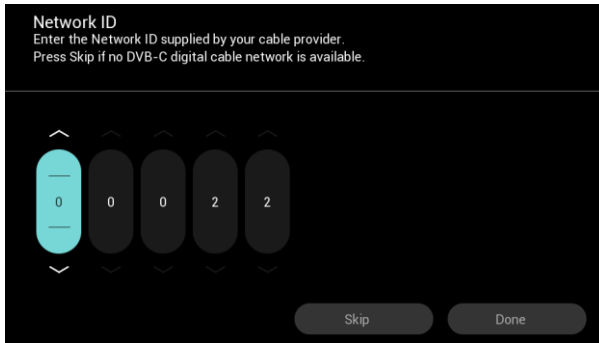 Network ID
Enter the Network ID supplied by your cable provider.
Press Skip if no DVB-C digital cable network is available.
0 0 0 2 2
Skip Done